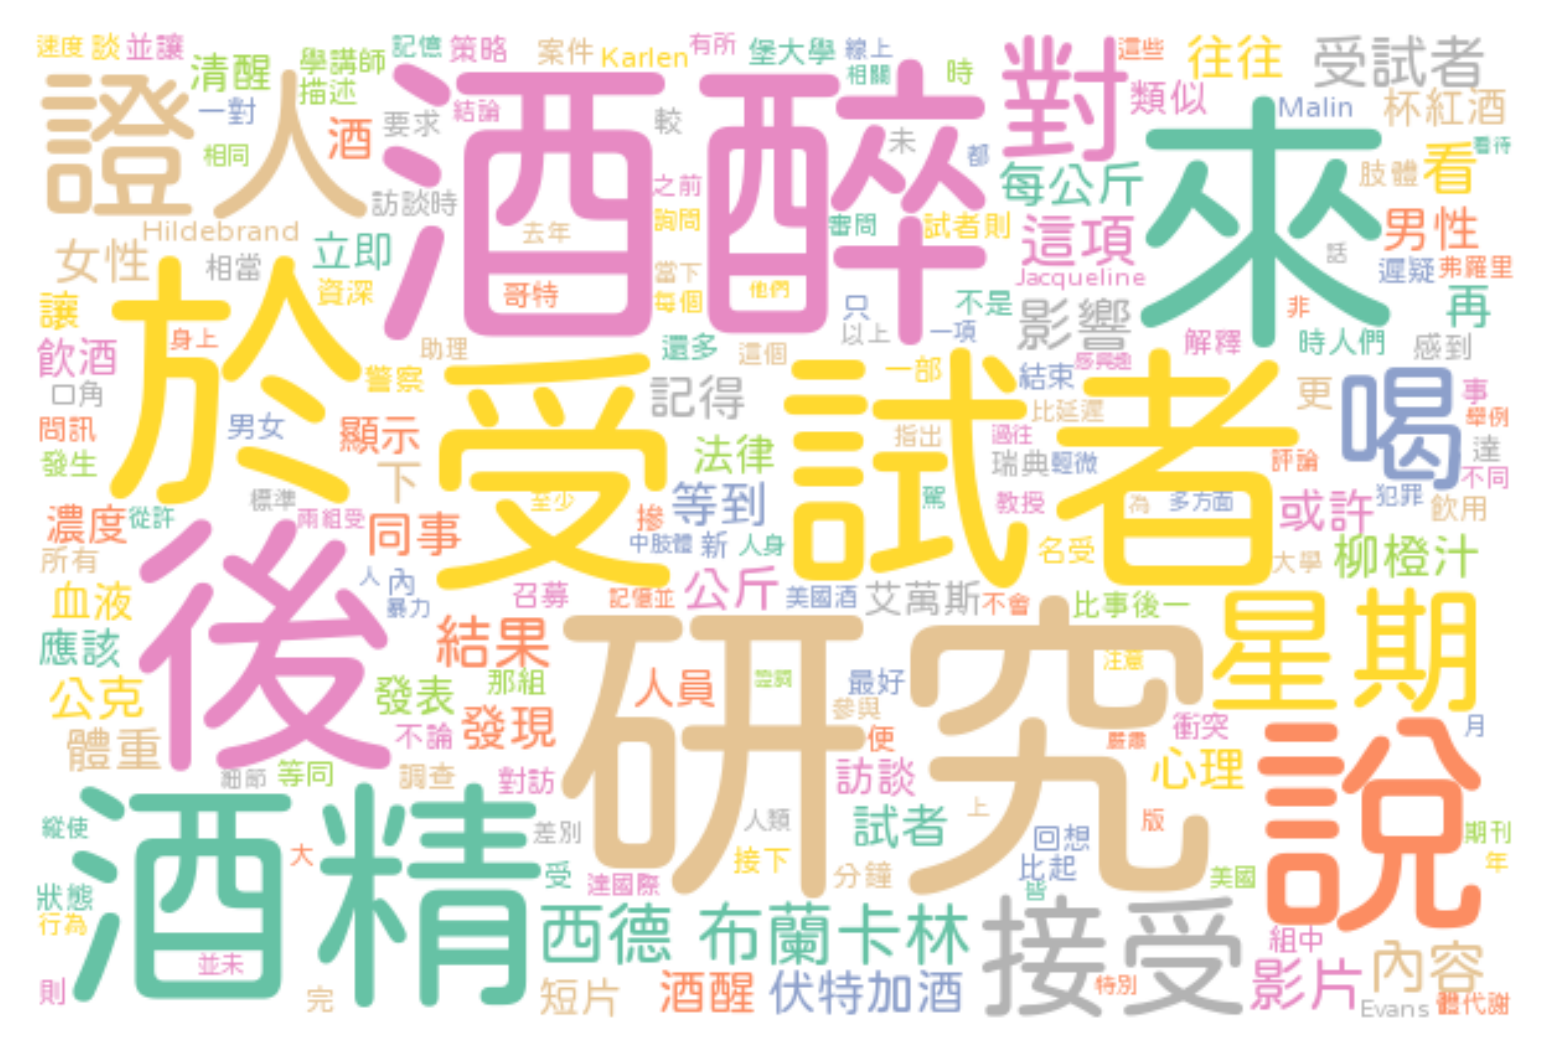 速度 談 並讓 清醒 學講師 記憶 策略 案件 Karlen 有所 堡大學 線上 相關 時 這些 往往 受試者
證人 一對 描述 酒 要求 結論 酒醉 較 未 都 對 類似 Malin 杯紅酒 看待
相同 訪談時 之前 每公斤 來 肢體 看
Hildebrand 女性 相當 立即 去年 詢問 審問 試者則 這項 Jacqueline 話 男性 遲疑 弗羅里
資深 哥特 當下 每個 他們 只 以上 一項 不是 影響 非 再
讓 身上 飲酒 助理 還多 這個 感興趣 解釋 時人們 感到
於 口角 警察 受試者 記得 一部 結束 更 喝 事 舉例
問訊 男女 顯示 比延遲 指出 過往 達
發生 下 法律 瑞典 輕微 評論 不同
標準 至少 等到 駕 教授 為 多方面 或許 犯罪 飲用
濃度 從許 兩組受 同事 摻 中肢體 新 人身 名受 大學 柳橙汁
所有 後 人 內 暴力 召募 記憶並 公斤 美國酒 艾萬斯 不會 比事後一
血液 研究 星期
應該 結果 那組 人員 最好 注意
公克 發表 參與
體重 不論 發現 便 嚴肅 衝突 說 月
細節 等同 調查 對訪 訪談 心理
縱使 酒精 差別 人類 試者 上 回想 版 期刊
大 受 接下 分鐘 比起 年
狀態 達國際 皆 美國
行為 西德 布蘭卡林 接受 組中
並未 內容
則 完 短片 酒醒 伏特加酒 特別 影片 Evans 體代謝